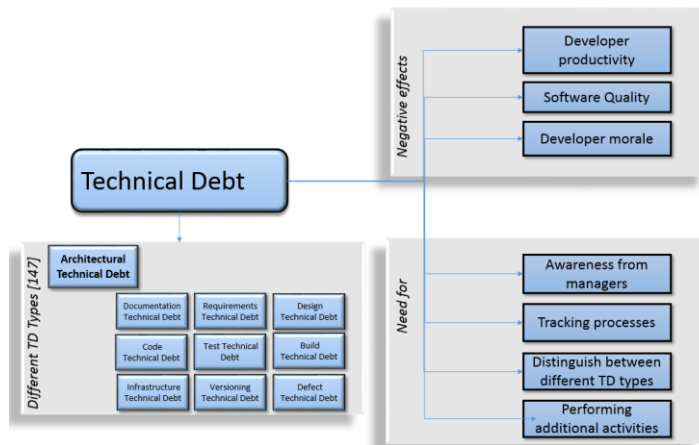 Negative effects
Developer
productivity
Software Quality
Developer morale
Technical Debt
Different TD Types [147]
Architectural
Technical Debt
Documentation
Technical Debt
Requirements
Technical Debt
Design
Technical Debt
Code
Technical Debt
Test Technical
Debt
Build
Technical Debt
Infrastructure
Technical Debt
Versioning
Technical Debt
Defect
Technical Debt
Need for
Awareness from
managers
Tracking processes
Distinguish between
different TD types
Performing
additional activities